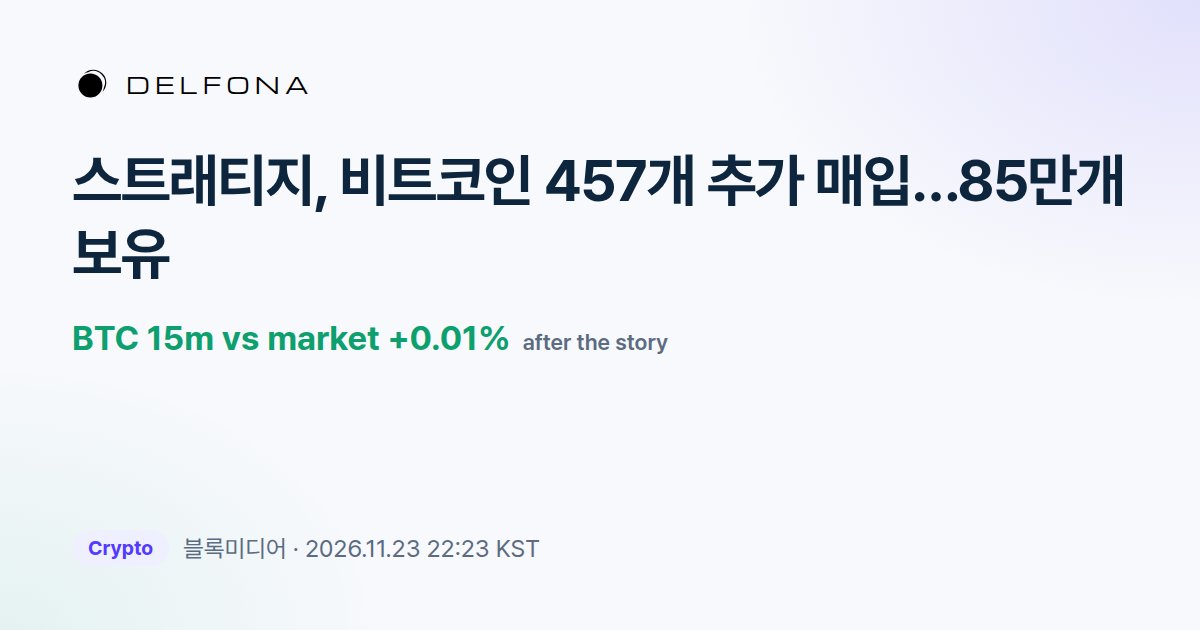 DELFONA
스트래티지, 비트코인 457개 추가 매입…85만개
보유
BTC 15m vs market +0.01% after the story
Crypto 블록미디어 · 2026.11.23 22:23 KST